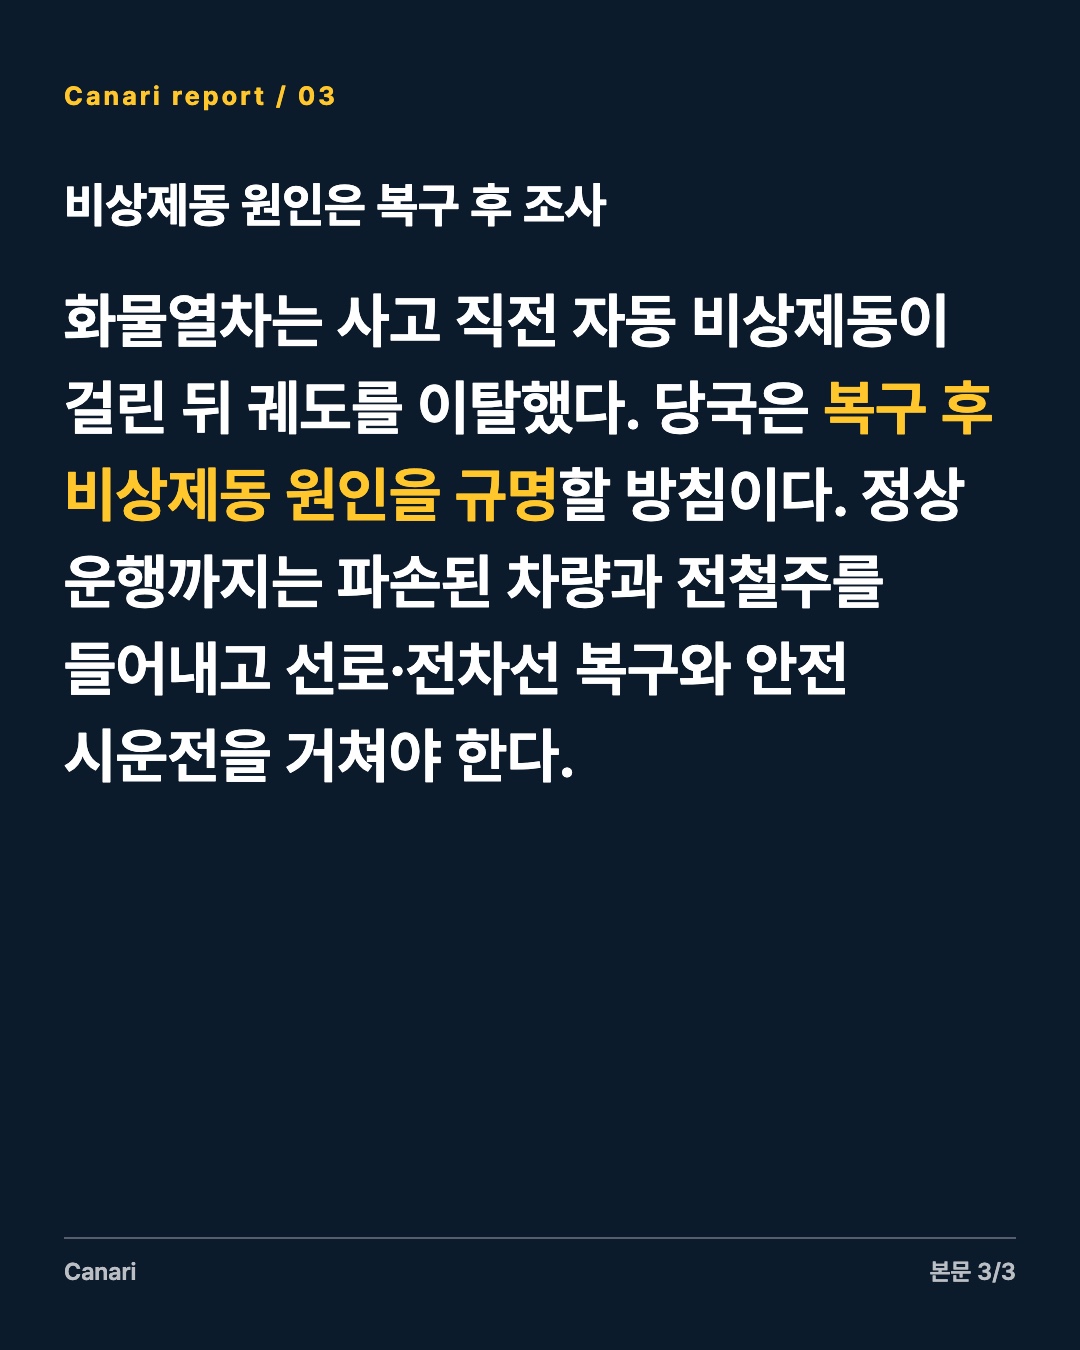 Canari report / 03
비상제동 원인은 복구 후 조사
화물열차는 사고 직전 자동 비상제동이
걸린 뒤 궤도를 이탈했다. 당국은 복구 후
비상제동 원인을 규명할 방침이다. 정상
운행까지는 파손된 차량과 전철주를
들어내고 선로·전차선 복구와 안전
시운전을 거쳐야 한다.
Canari
본문 3/3